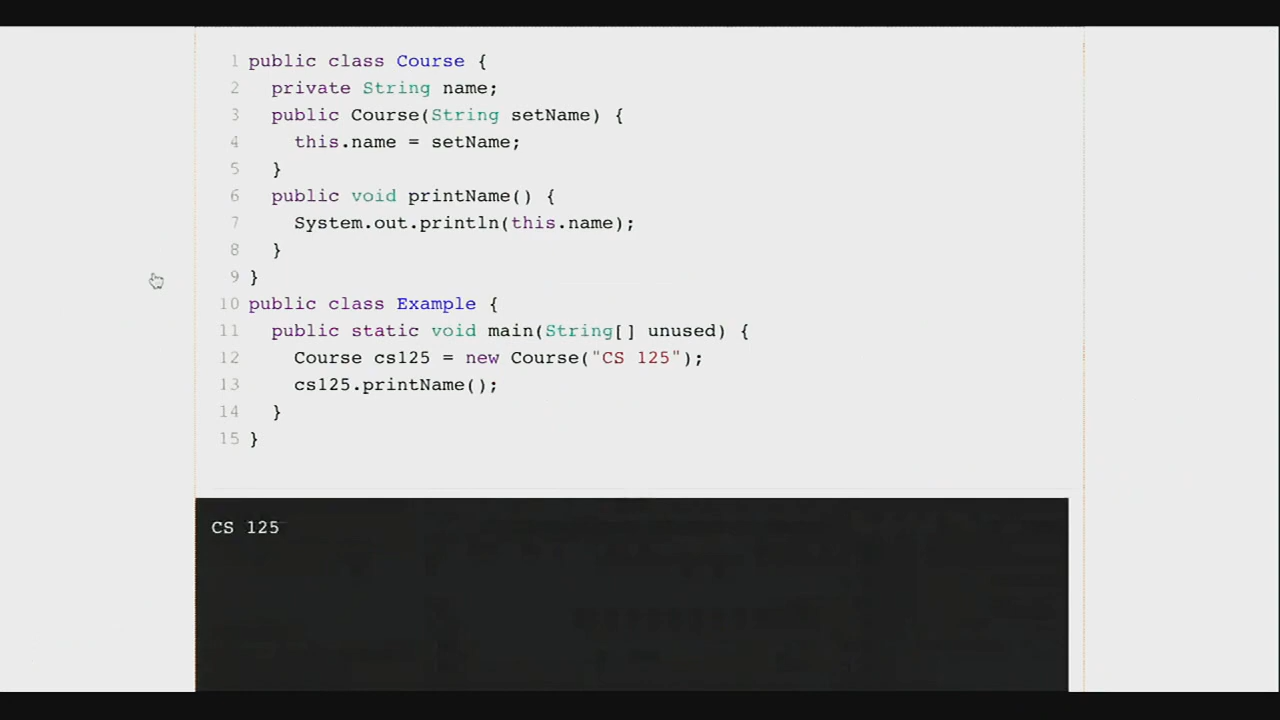 1 public class Course {
2 private String name;
3 public Course(String setName) {
4 this.name = setName;
5 }
6 public void printName() {
7 System.out.println(this.name);
8 }
9 }
10 public class Example {
11 public static void main(String[] unused) {
12 Course cs125 = new Course("CS 125");
13 cs125.printName();
14 }
15 }
CS 125